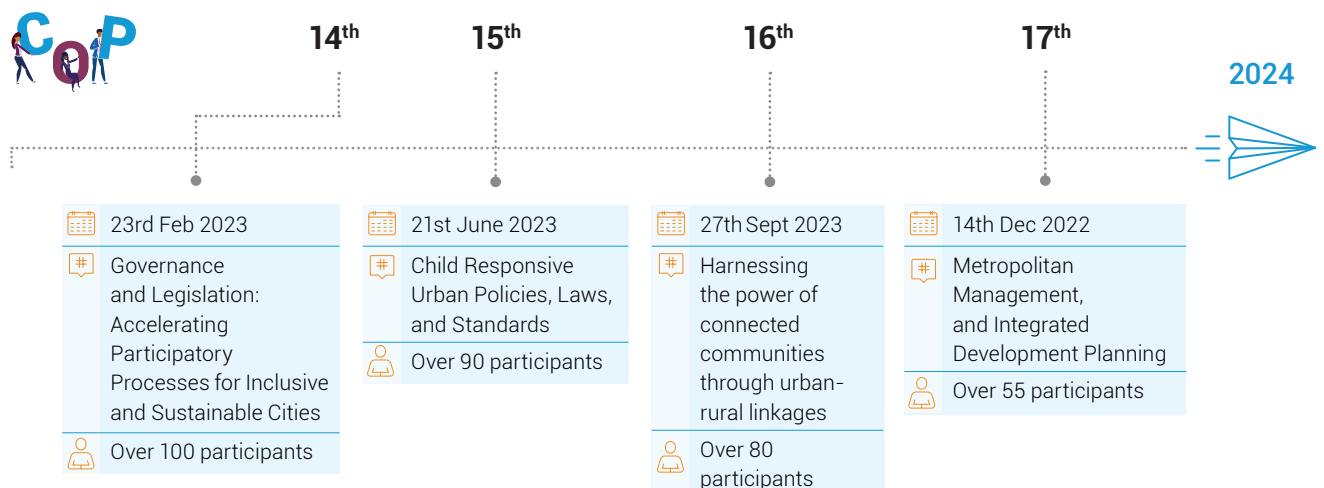 COP
14th
15th
16th
17th
2024
23rd Feb 2023
Governance
and Legislation:
Accelerating
Participatory
Processes for Inclusive
and Sustainable Cities
Over 100 participants
21st June 2023
Child Responsive
Urban Policies, Laws,
and Standards
Over 90 participants
27th Sept 2023
Harnessing
the power of
connected
communities
through urban-
rural linkages
Over 80
participants
14th Dec 2022
Metropolitan
Management,
and Integrated
Development Planning
Over 55 participants